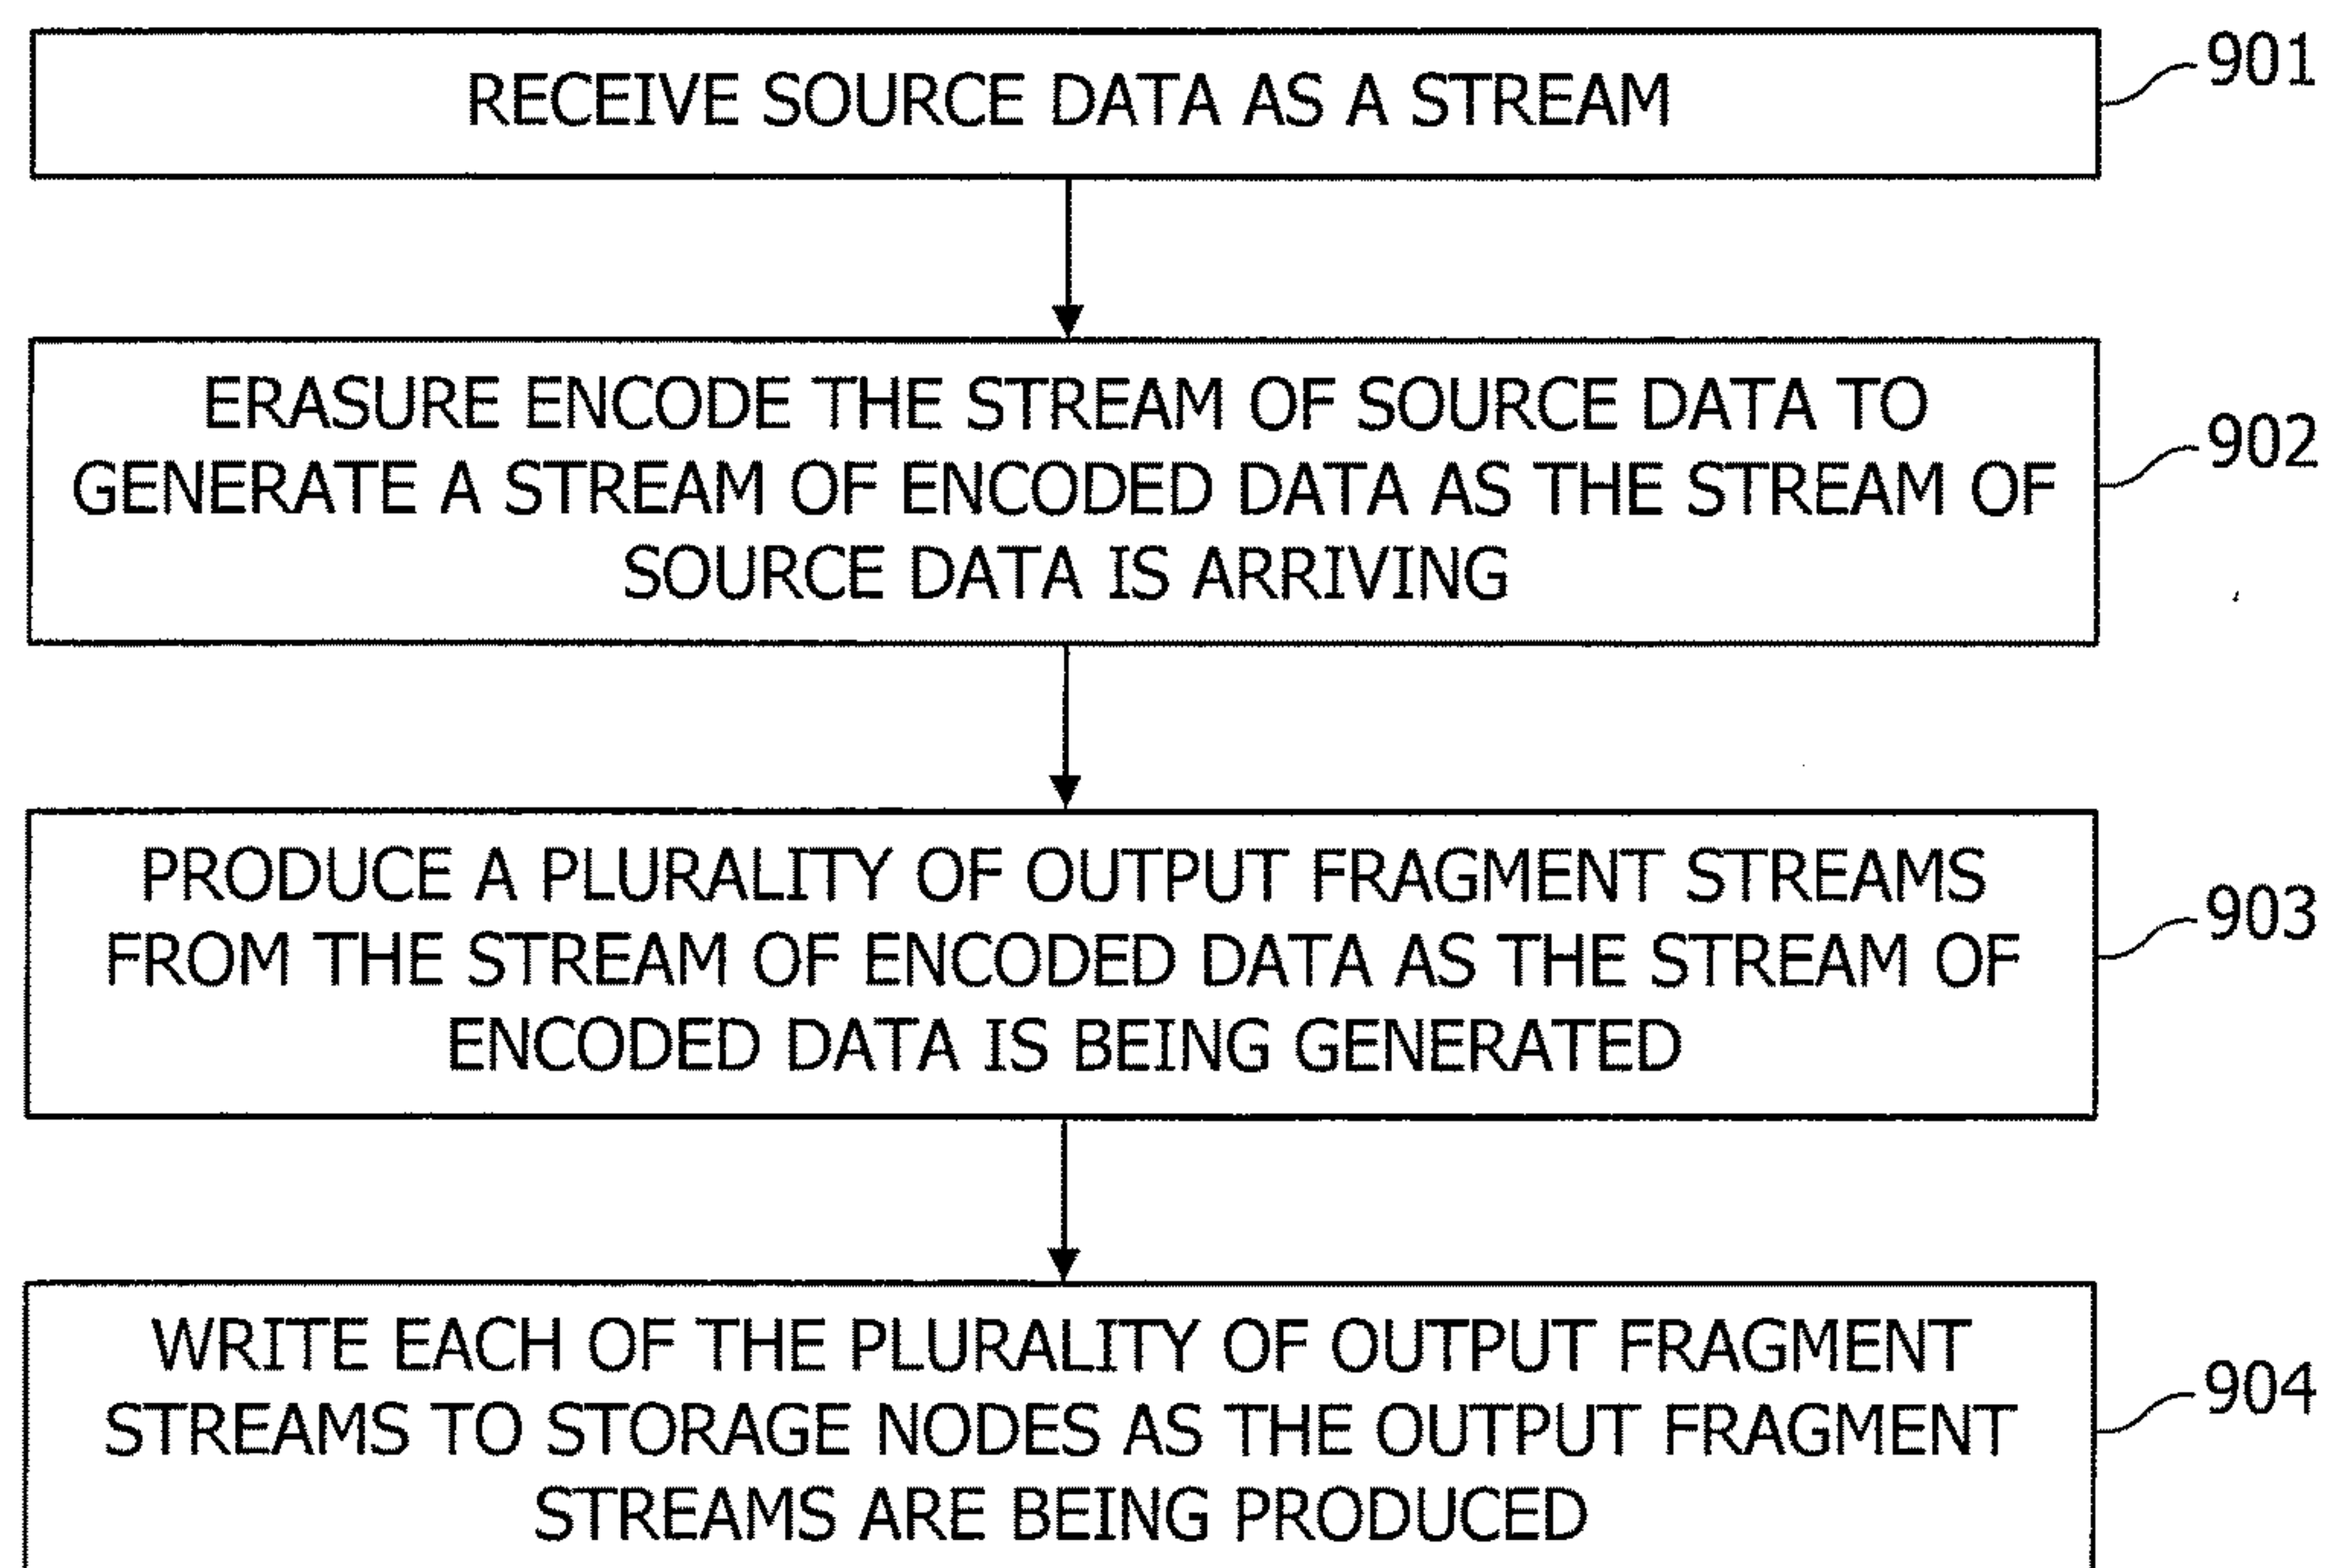 RECEIVE SOURCE DATA AS A STREAM
901
ERASURE ENCODE THE STREAM OF SOURCE DATA TO
GENERATE A STREAM OF ENCODED DATA AS THE STREAM OF
SOURCE DATA IS ARRIVING
902
PRODUCE A PLURALITY OF OUTPUT FRAGMENT STREAMS
FROM THE STREAM OF ENCODED DATA AS THE STREAM OF
ENCODED DATA IS BEING GENERATED
903
WRITE EACH OF THE PLURALITY OF OUTPUT FRAGMENT
STREAMS TO STORAGE NODES AS THE OUTPUT FRAGMENT
STREAMS ARE BEING PRODUCED
904